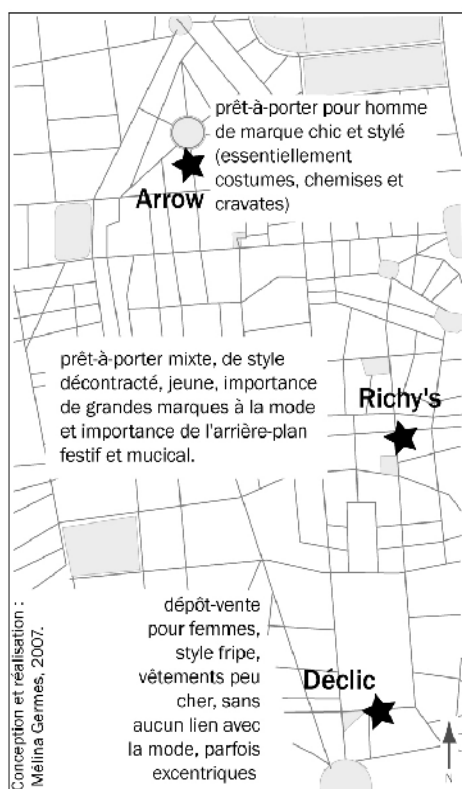 prêt-à-porter pour homme
de marque chic et stylé
(essentiellement
costumes, chemises et
cravates)
Arrow
prêt-à-porter mixte, de style
décontracté, jeune, importance
de grandes marques à la mode
et importance de l'arrière-plan
festif et mucical.
Richy's
dépôt-vente
pour femmes,
style fripe,
vêtements peu
cher, sans
aucun lien avec
la mode, parfois
excentriques
Déclic
Conception et réalisation :
Mélina Germes, 2007.
N